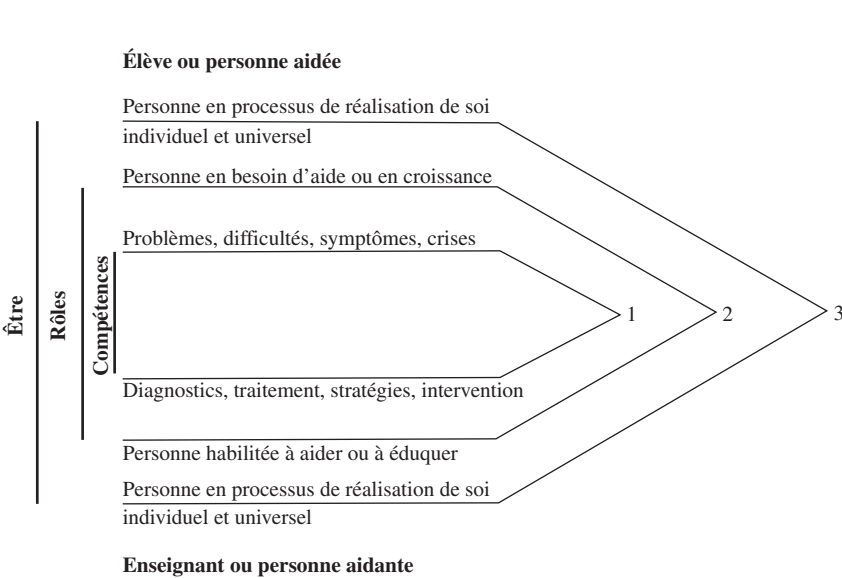 Élève ou personne aidée
Personne en processus de réalisation de soi
individuel et universel
Personne en besoin d'aide ou en croissance
Problèmes, difficultés, symptômes, crises
Être
Rôles
Compétences
1
2
3
Diagnostics, traitement, stratégies, intervention
Personne habilitée à aider ou à éduquer
Personne en processus de réalisation de soi
individuel et universel
Enseignant ou personne aidante